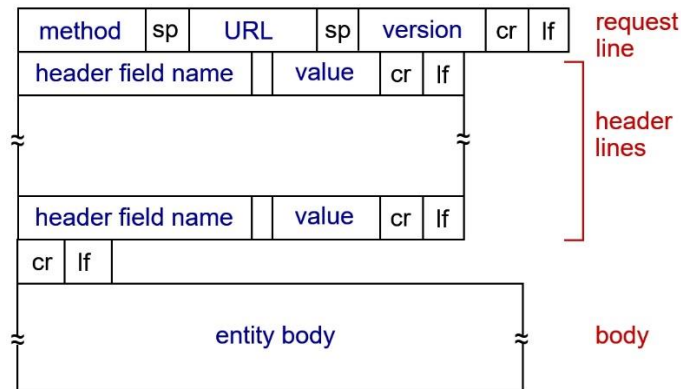 method sp URL sp version cr lf request line
header field name value cr lf
header lines
header field name value cr lf
cr lf
entity body body